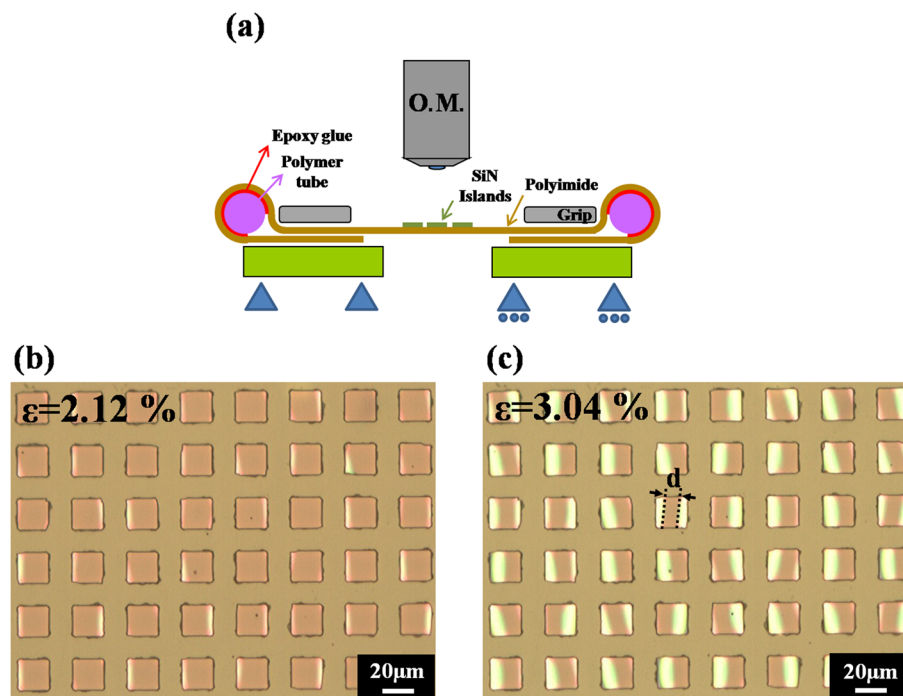 (a)
O.M.
Epoxy glue
Polymer
tube
SiN
Islands
Polyimide
Grip
(b)
(c)
ε=2.12 %
ε=3.04 %
d
20μm
20μm